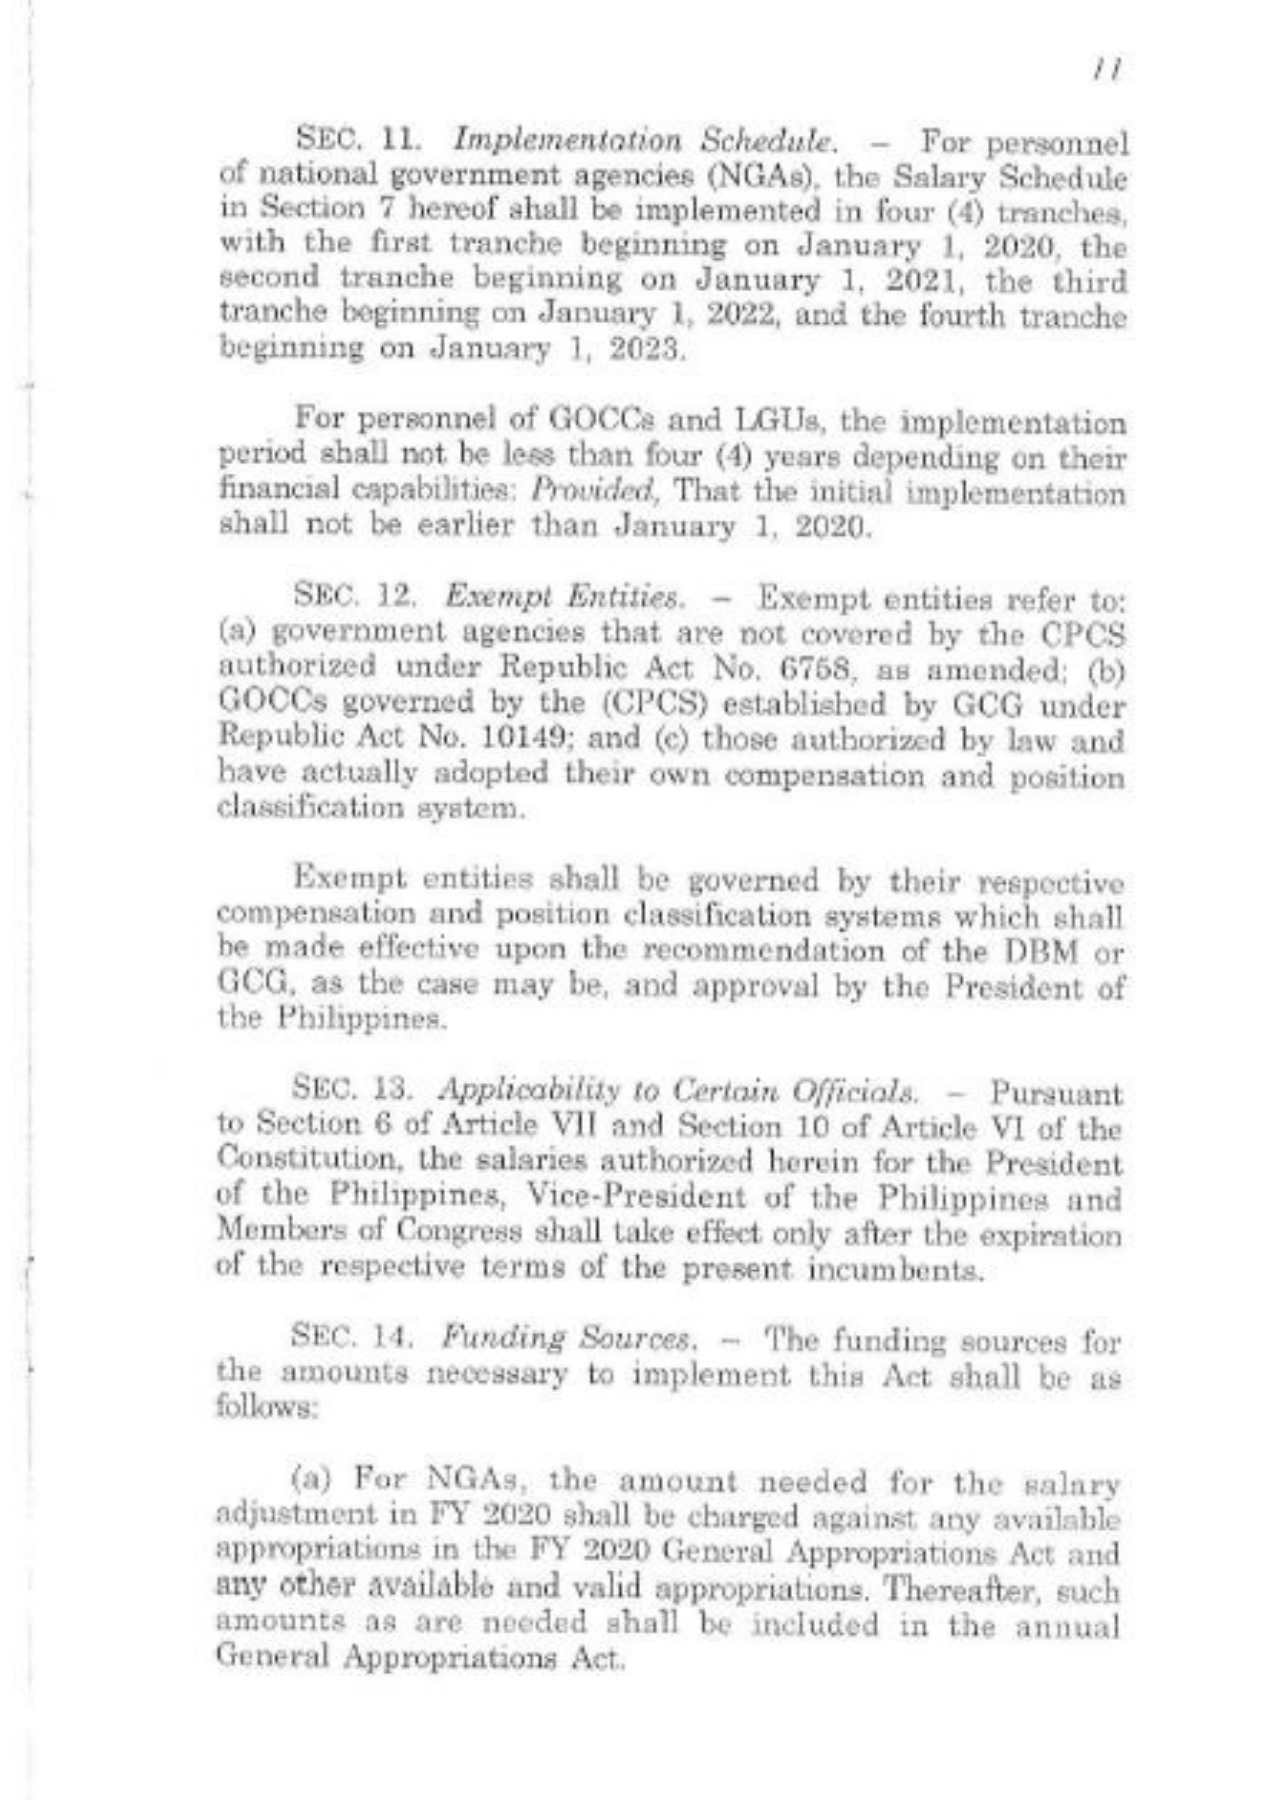 11
SEC. 11. Implementation Schedule. – For personnel
of national government agencies (NGAs), the Salary Schedule
in Section 7 hereof shall be implemented in four (4) tranches,
with the first tranche beginning on January 1, 2020, the
second tranche beginning on January 1, 2021, the third
tranche beginning on January 1, 2022, and the fourth tranche
beginning on January 1, 2023.
For personnel of GOCCs and LGUs, the implementation
period shall not be less than four (4) years depending on their
financial capabilities: Provided, That the initial implementation
shall not be earlier than January 1, 2020.
SEC. 12. Exempt Entities. – Exempt entities refer to:
(a) government agencies that are not covered by the CPCS
authorized under Republic Act No. 6758, as amended; (b)
GOCCs governed by the (CPCS) established by GCG under
Republic Act No. 10149; and (c) those authorized by law and
have actually adopted their own compensation and position
classification system.
Exempt entities shall be governed by their respective
compensation and position classification systems which shall
be made effective upon the recommendation of the DBM or
GCG, as the case may be, and approval by the President of
the Philippines.
SEC. 13. Applicability to Certain Officials. – Pursuant
to Section 6 of Article VII and Section 10 of Article VI of the
Constitution, the salaries authorized herein for the President
of the Philippines, Vice-President of the Philippines and
Members of Congress shall take effect only after the expiration
of the respective terms of the present incumbents.
SEC. 14. Funding Sources. – The funding sources for
the amounts necessary to implement this Act shall be as
follows:
(a) For NGAs, the amount needed for the salary
adjustment in FY 2020 shall be charged against any available
appropriations in the FY 2020 General Appropriations Act and
any other available and valid appropriations. Thereafter, such
amounts as are needed shall be included in the annual
General Appropriations Act.